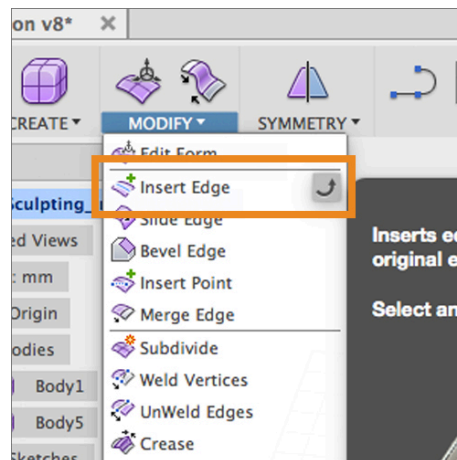 on v8*
CREATE MODIFY SYMMETRY
Edit Form
Insert Edge
Slide Edge
Bevel Edge
Insert Point
Merge Edge
Subdivide
Weld Vertices
UnWeld Edges
Crease
Sculpting_
ed Views
: mm
Origin
odies
Body1
Body5
Sketches
Inserts e
original e
Select an